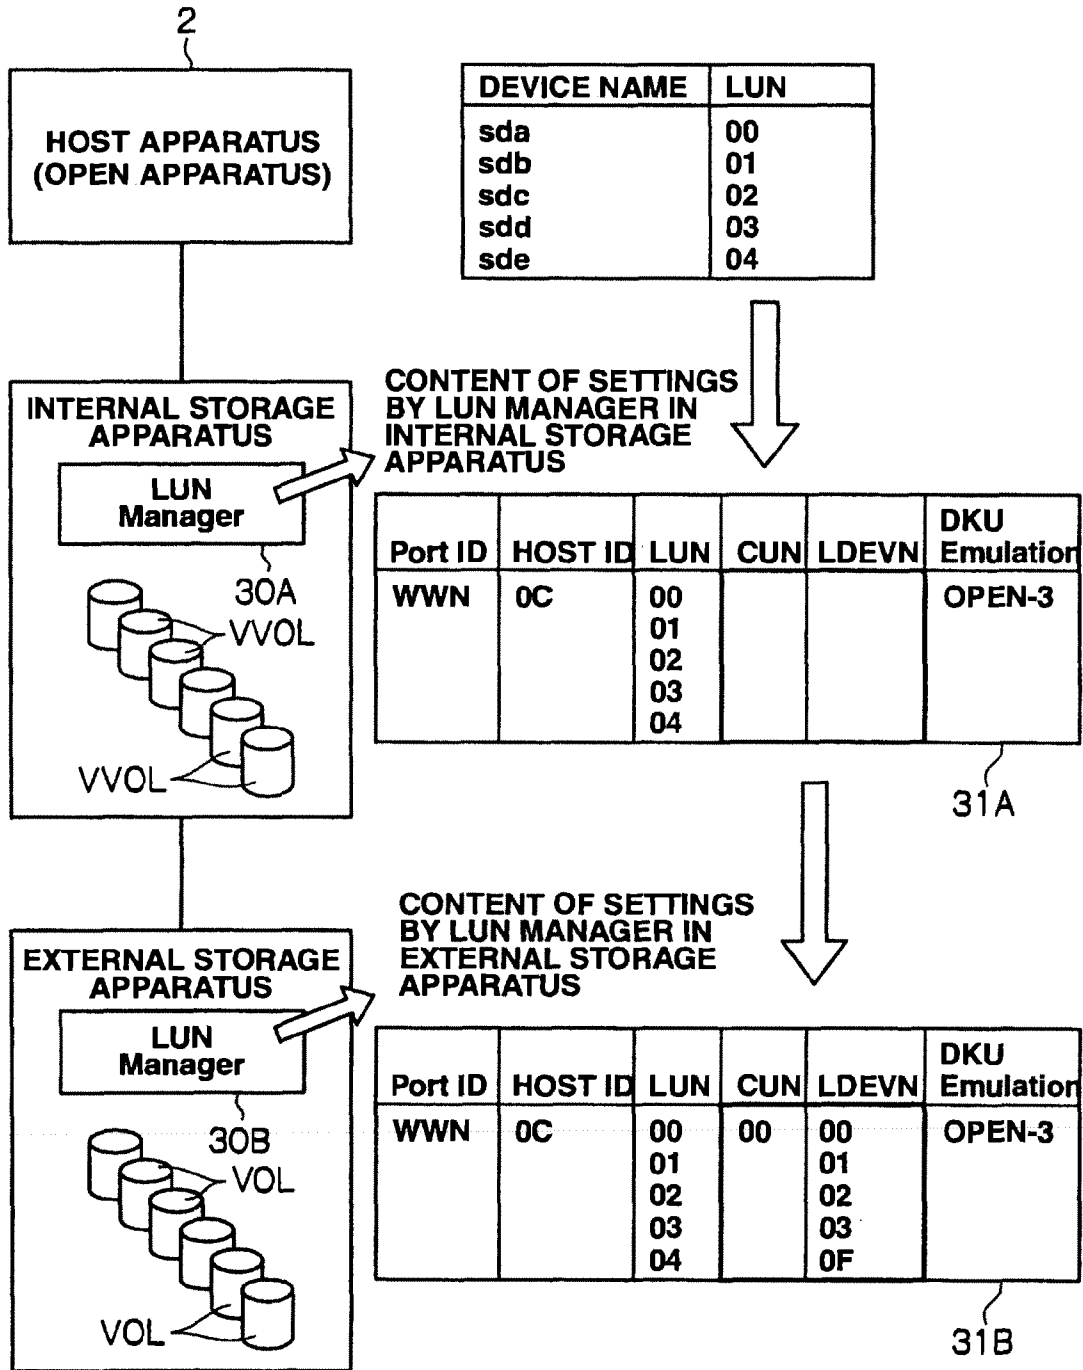 2
HOST APPARATUS
(OPEN APPARATUS)
DEVICE NAME LUN
sda 00
sdb 01
sdc 02
sdd 03
sde 04
INTERNAL STORAGE
APPARATUS
LUN
Manager
30A
VVOL
VVOL
CONTENT OF SETTINGS
BY LUN MANAGER IN
INTERNAL STORAGE
APPARATUS
DKU
Port ID HOST ID LUN CUN LDEVN Emulation
WWN 0C 00 OPEN-3
01
02
03
04
31A
EXTERNAL STORAGE
APPARATUS
LUN
Manager
30B
VOL
VOL
CONTENT OF SETTINGS
BY LUN MANAGER IN
EXTERNAL STORAGE
APPARATUS
DKU
Port ID HOST ID LUN CUN LDEVN Emulation
WWN 0C 00 00 00 OPEN-3
01 01
02 02
03 03
04 0F
31B